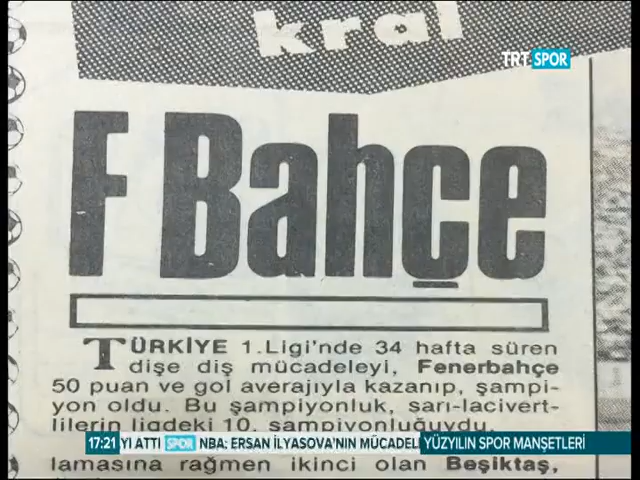 kral
TRT SPOR
F Bahçe
TÜRKİYE 1.Ligi'nde 34 hafta süren
dişe diş mücadeleyi, Fenerbahçe
50 puan ve gol averajıyla kazanıp, şampi-
yon oldu. Bu şampiyonluk, sarı-lacivert-
lilerin ligdeki 10. şampiyonluğuydu.
17:21 YI ATTI SPOR NBA: ERSAN İLYASOVA'NIN MÜCADEL YÜZYILIN SPOR MANŞETLERİ
lamasına rağmen ikinci olan Beşiktaş,